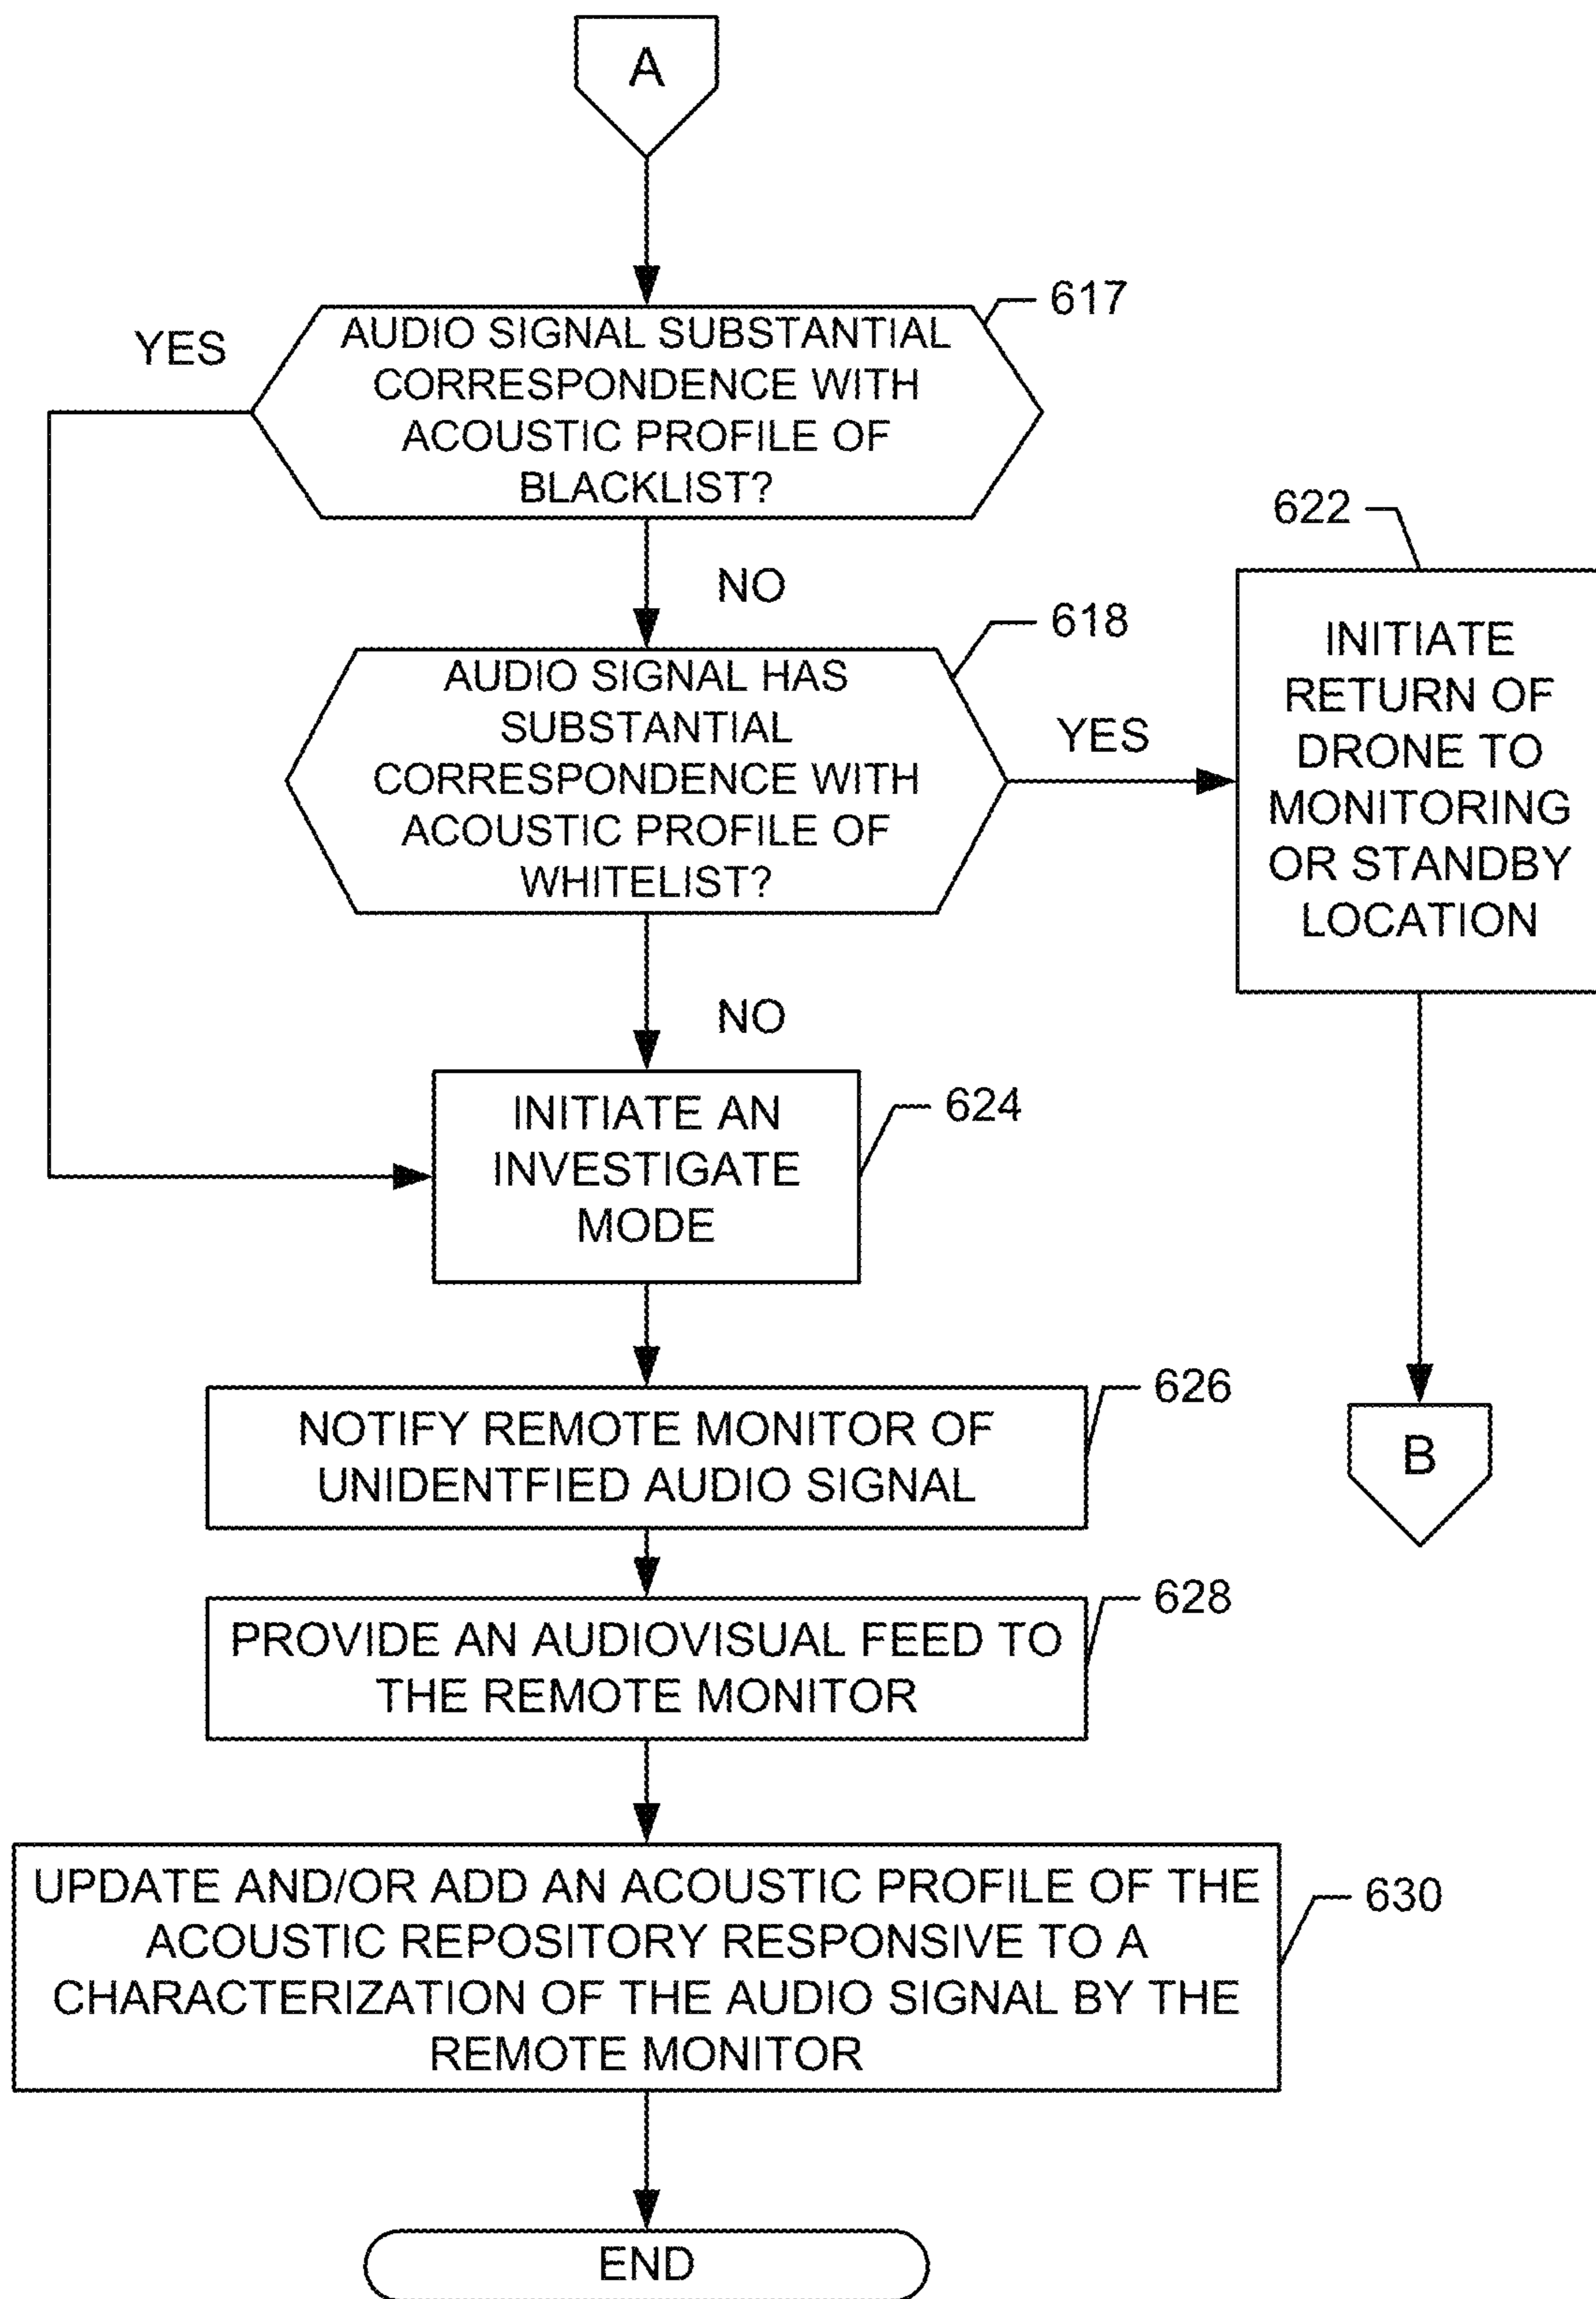 A
617
YES
AUDIO SIGNAL SUBSTANTIAL
CORRESPONDENCE WITH
ACOUSTIC PROFILE OF
BLACKLIST?
NO
622
INITIATE
RETURN OF
DRONE TO
MONITORING
OR STANDBY
LOCATION
618
AUDIO SIGNAL HAS
SUBSTANTIAL
CORRESPONDENCE WITH
ACOUSTIC PROFILE OF
WHITELIST?
YES
NO
624
INITIATE AN
INVESTIGATE
MODE
626
NOTIFY REMOTE MONITOR OF
UNIDENTFIED AUDIO SIGNAL
B
628
PROVIDE AN AUDIOVISUAL FEED TO
THE REMOTE MONITOR
UPDATE AND/OR ADD AN ACOUSTIC PROFILE OF THE
ACOUSTIC REPOSITORY RESPONSIVE TO A
CHARACTERIZATION OF THE AUDIO SIGNAL BY THE
REMOTE MONITOR
630
END